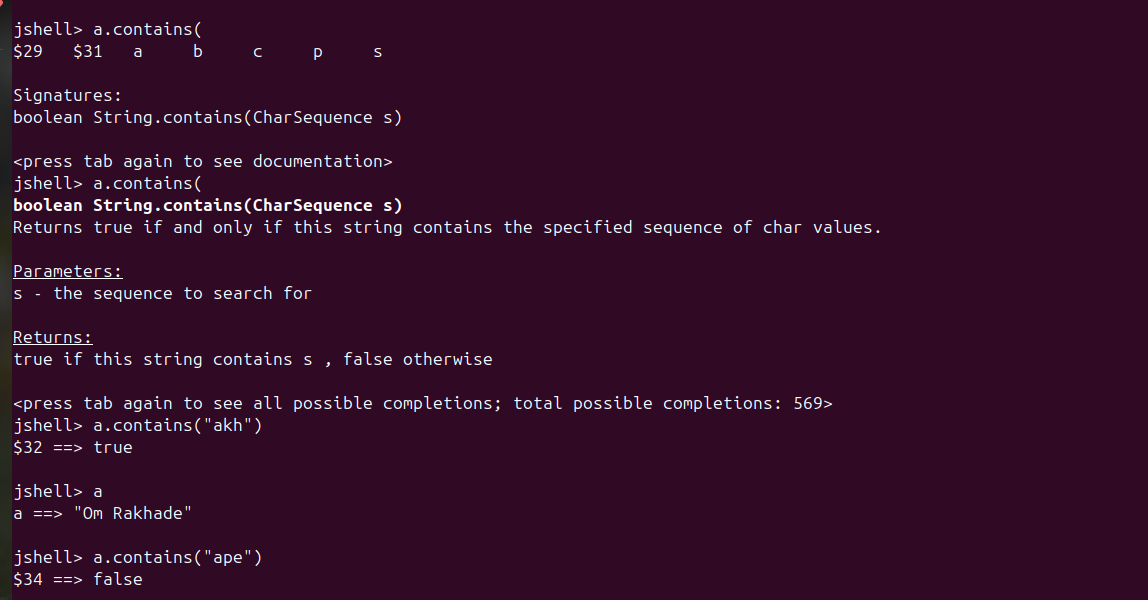 jshell> a.contains(
$29   $31   a     b     c     p     s
Signatures:
boolean String.contains(CharSequence s)
<press tab again to see documentation>
jshell> a.contains(
boolean String.contains(CharSequence s)
Returns true if and only if this string contains the specified sequence of char values.
Parameters:
s - the sequence to search for
Returns:
true if this string contains s , false otherwise
<press tab again to see all possible completions; total possible completions: 569>
jshell> a.contains("akh")
$32 ==> true
jshell> a
a ==> "Om Rakhade"
jshell> a.contains("ape")
$34 ==> false